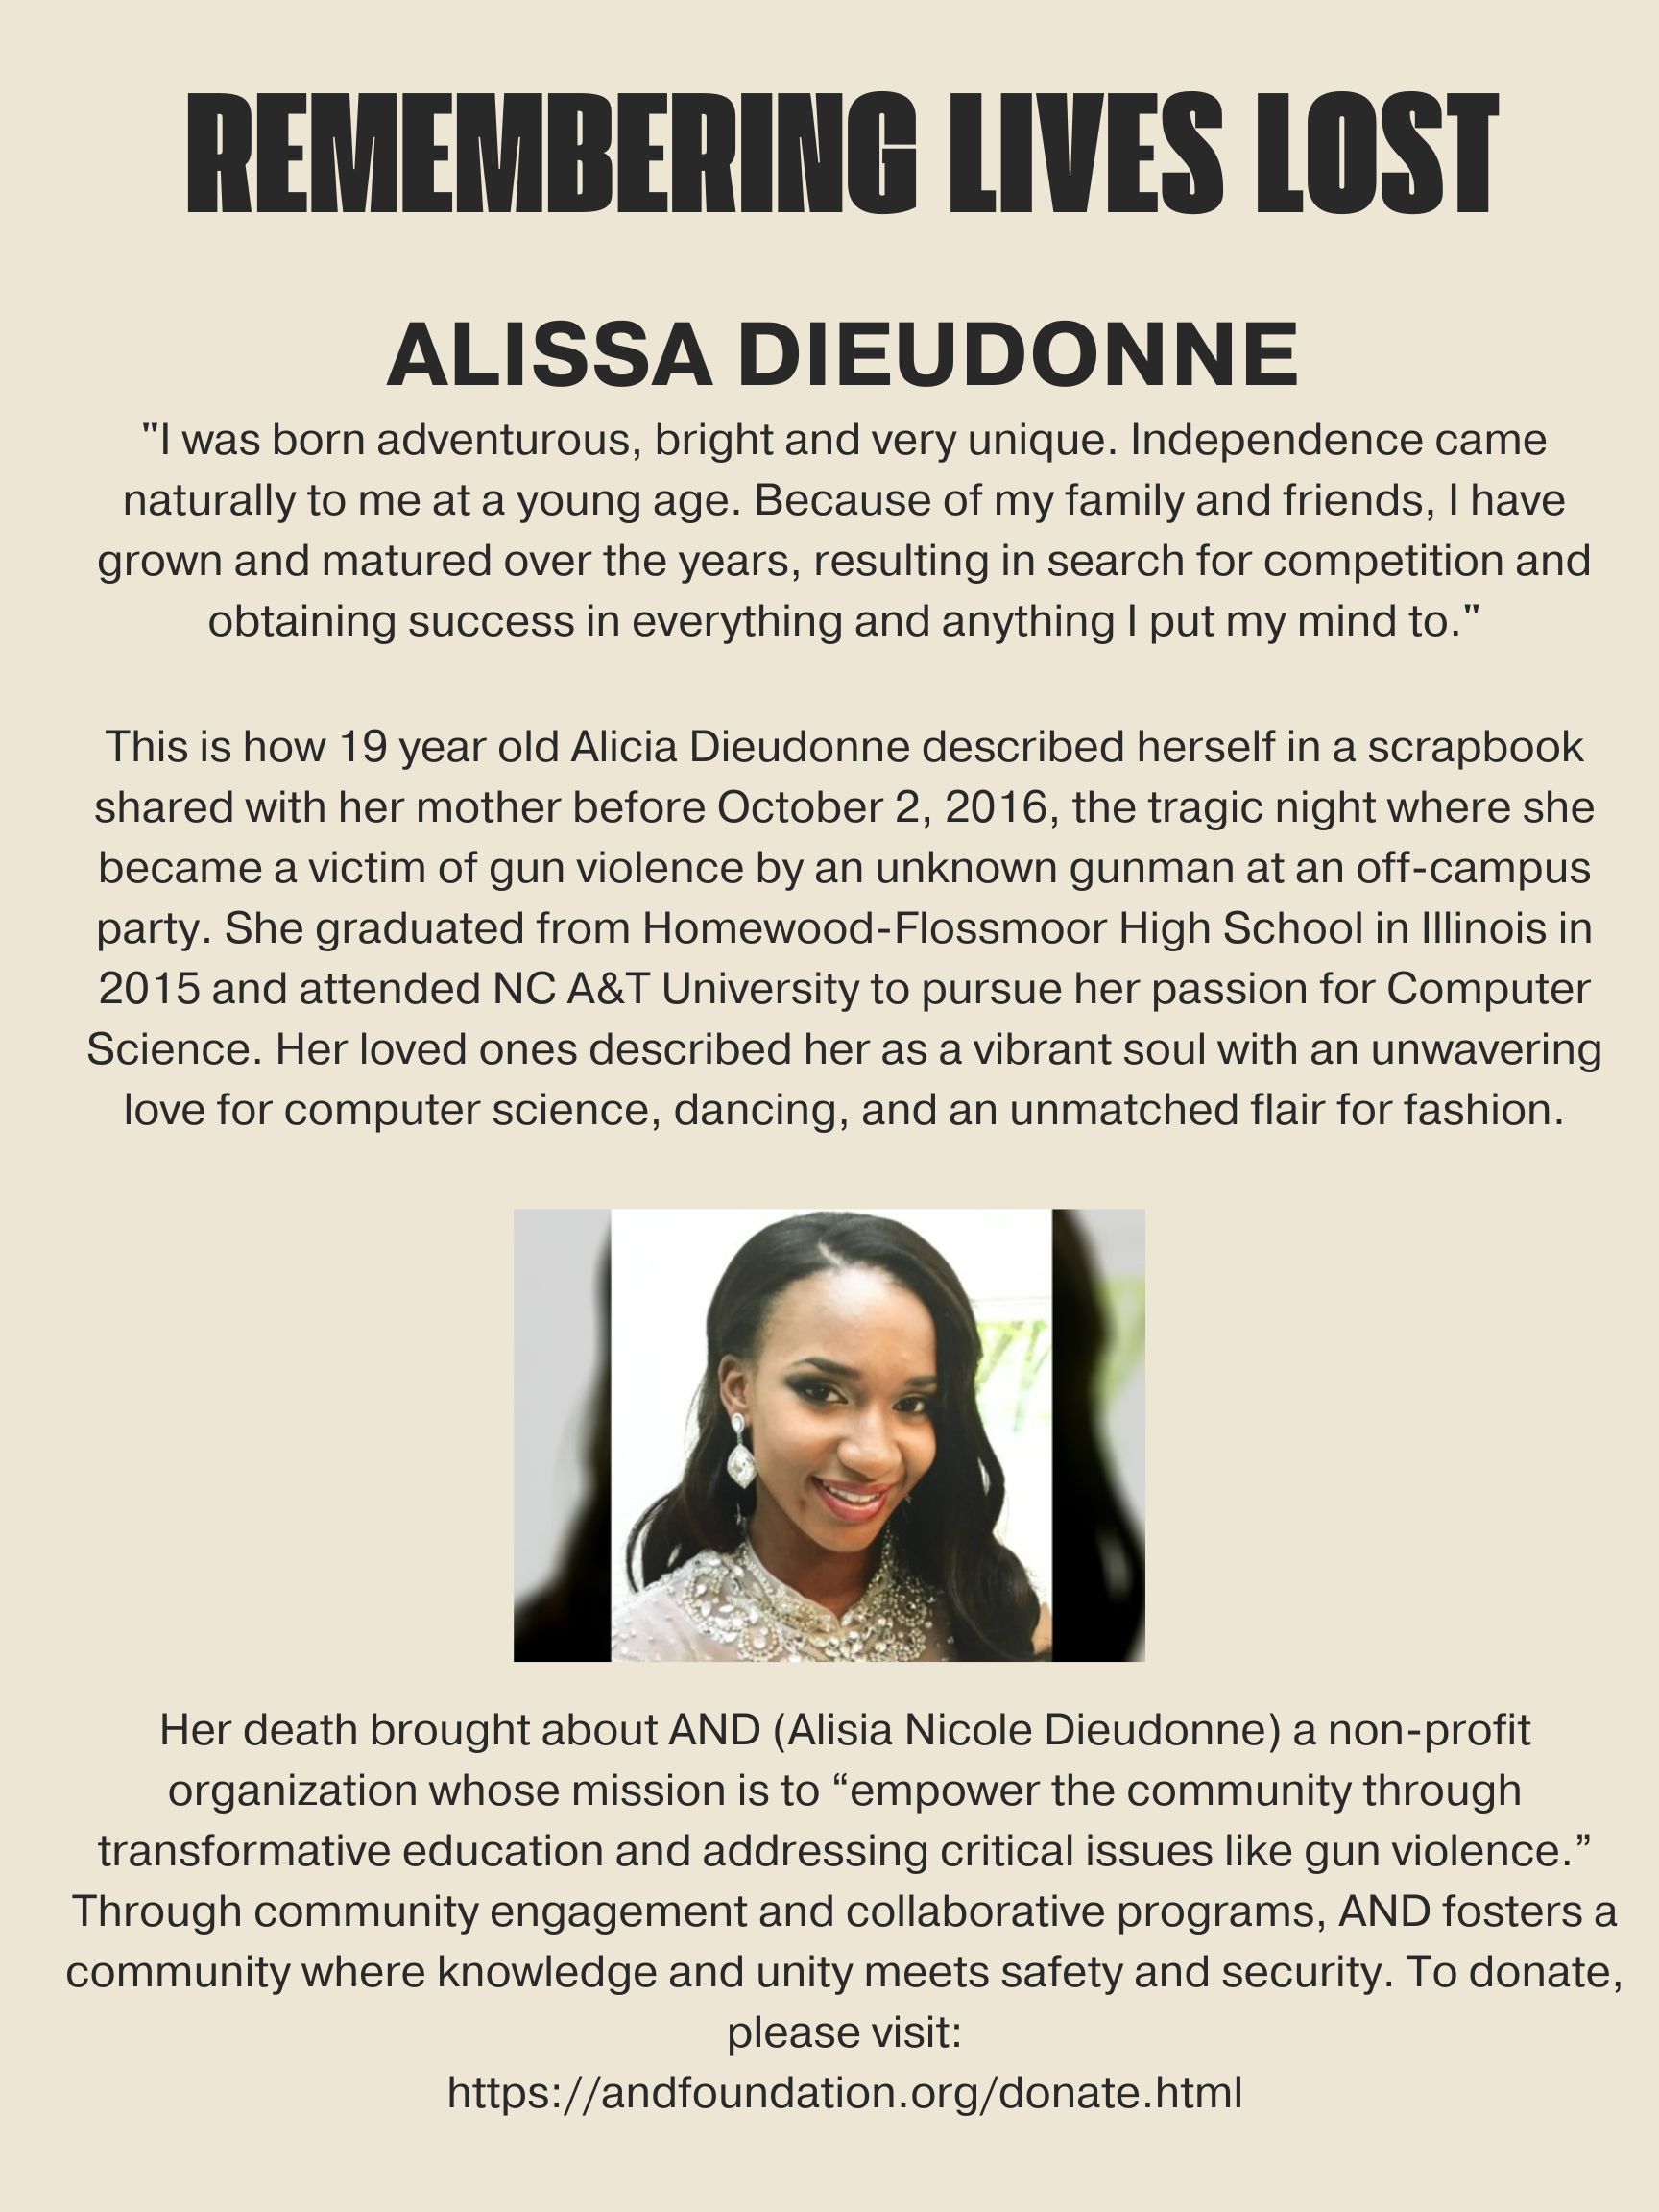 REMEMBERING LIVES LOST
ALISSA DIEUDONNE
"I was born adventurous, bright and very unique. Independence came
naturally to me at a young age. Because of my family and friends, I have
grown and matured over the years, resulting in search for competition and
obtaining success in everything and anything I put my mind to."
This is how 19 year old Alicia Dieudonne described herself in a scrapbook
shared with her mother before October 2, 2016, the tragic night where she
became a victim of gun violence by an unknown gunman at an off-campus
party. She graduated from Homewood-Flossmoor High School in Illinois in
2015 and attended NC A&T University to pursue her passion for Computer
Science. Her loved ones described her as a vibrant soul with an unwavering
love for computer science, dancing, and an unmatched flair for fashion.
Her death brought about AND (Alisia Nicole Dieudonne) a non-profit
organization whose mission is to “empower the community through
transformative education and addressing critical issues like gun violence.”
Through community engagement and collaborative programs, AND fosters a
community where knowledge and unity meets safety and security. To donate,
please visit:
https://andfoundation.org/donate.html